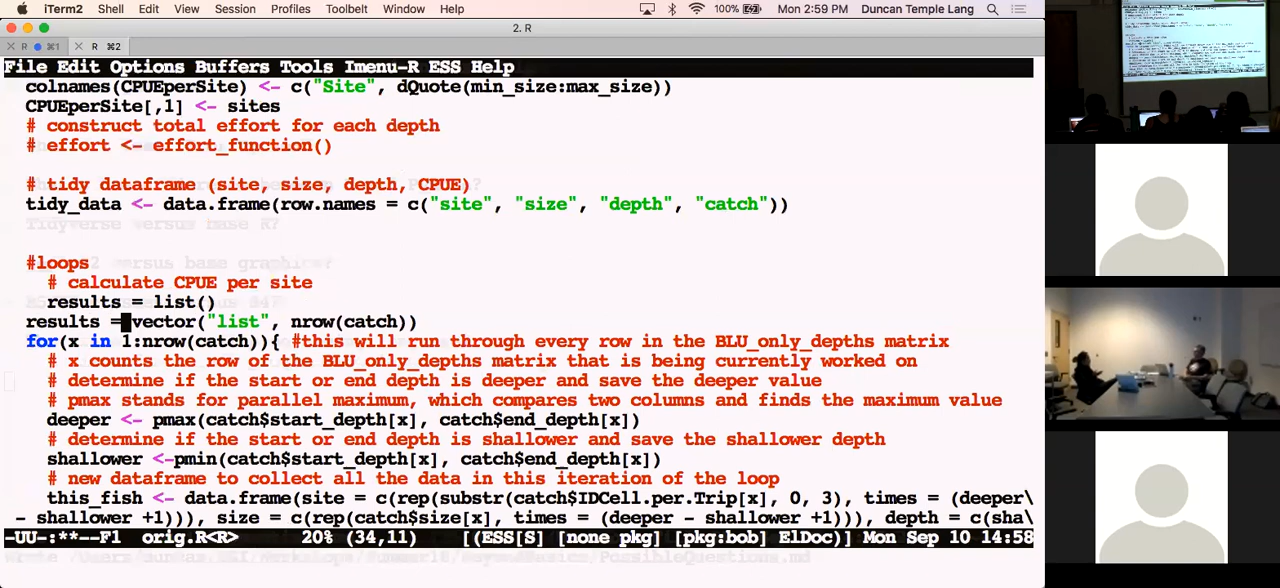 iTerm2 Shell Edit View Session Profiles Toolbelt Window Help 100% Mon 2:59 PM Duncan Temple Lang
2. R
R ⌘1 R ⌘2
File Edit Options Buffers Tools Imenu-R ESS Help
colnames(CPUEperSite) <- c("Site", dQuote(min_size:max_size))
CPUEperSite[,1] <- sites
# construct total effort for each depth
# effort <- effort_function()
#tidy dataframe (site, size, depth, CPUE)
tidy_data <- data.frame(row.names = c("site", "size", "depth", "catch"))
Tidyverse versus base R?
#loops
# calculate CPUE per site
results = list()
results = vector("list", nrow(catch))
for(x in 1:nrow(catch)){ #this will run through every row in the BLU_only_depths matrix
# x counts the row of the BLU_only_depths matrix that is being currently worked on
# determine if the start or end depth is deeper and save the deeper value
# pmax stands for parallel maximum, which compares two columns and finds the maximum value
deeper <- pmax(catch$start_depth[x], catch$end_depth[x])
# determine if the start or end depth is shallower and save the shallower depth
shallower <-pmin(catch$start_depth[x], catch$end_depth[x])
# new dataframe to collect all the data in this iteration of the loop
this_fish <- data.frame(site = c(rep(substr(catch$IDCell.per.Trip[x], 0, 3), times = (deeper\
- shallower +1))), size = c(rep(catch$size[x], times = (deeper - shallower +1))), depth = c(sha\
-UU-:**--F1 orig.R<R> 20% (34,11) [(ESS[S] [none pkg] [pkg:bob] ElDoc)] Mon Sep 10 14:58